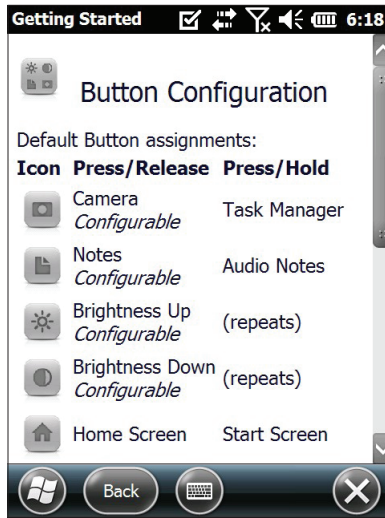 Getting Started 6:18
Button Configuration
Default Button assignments:
Icon Press/Release Press/Hold
Camera
Configurable
Task Manager
Notes
Configurable
Audio Notes
Brightness Up
Configurable
(repeats)
Brightness Down
Configurable
(repeats)
Home Screen Start Screen
Back